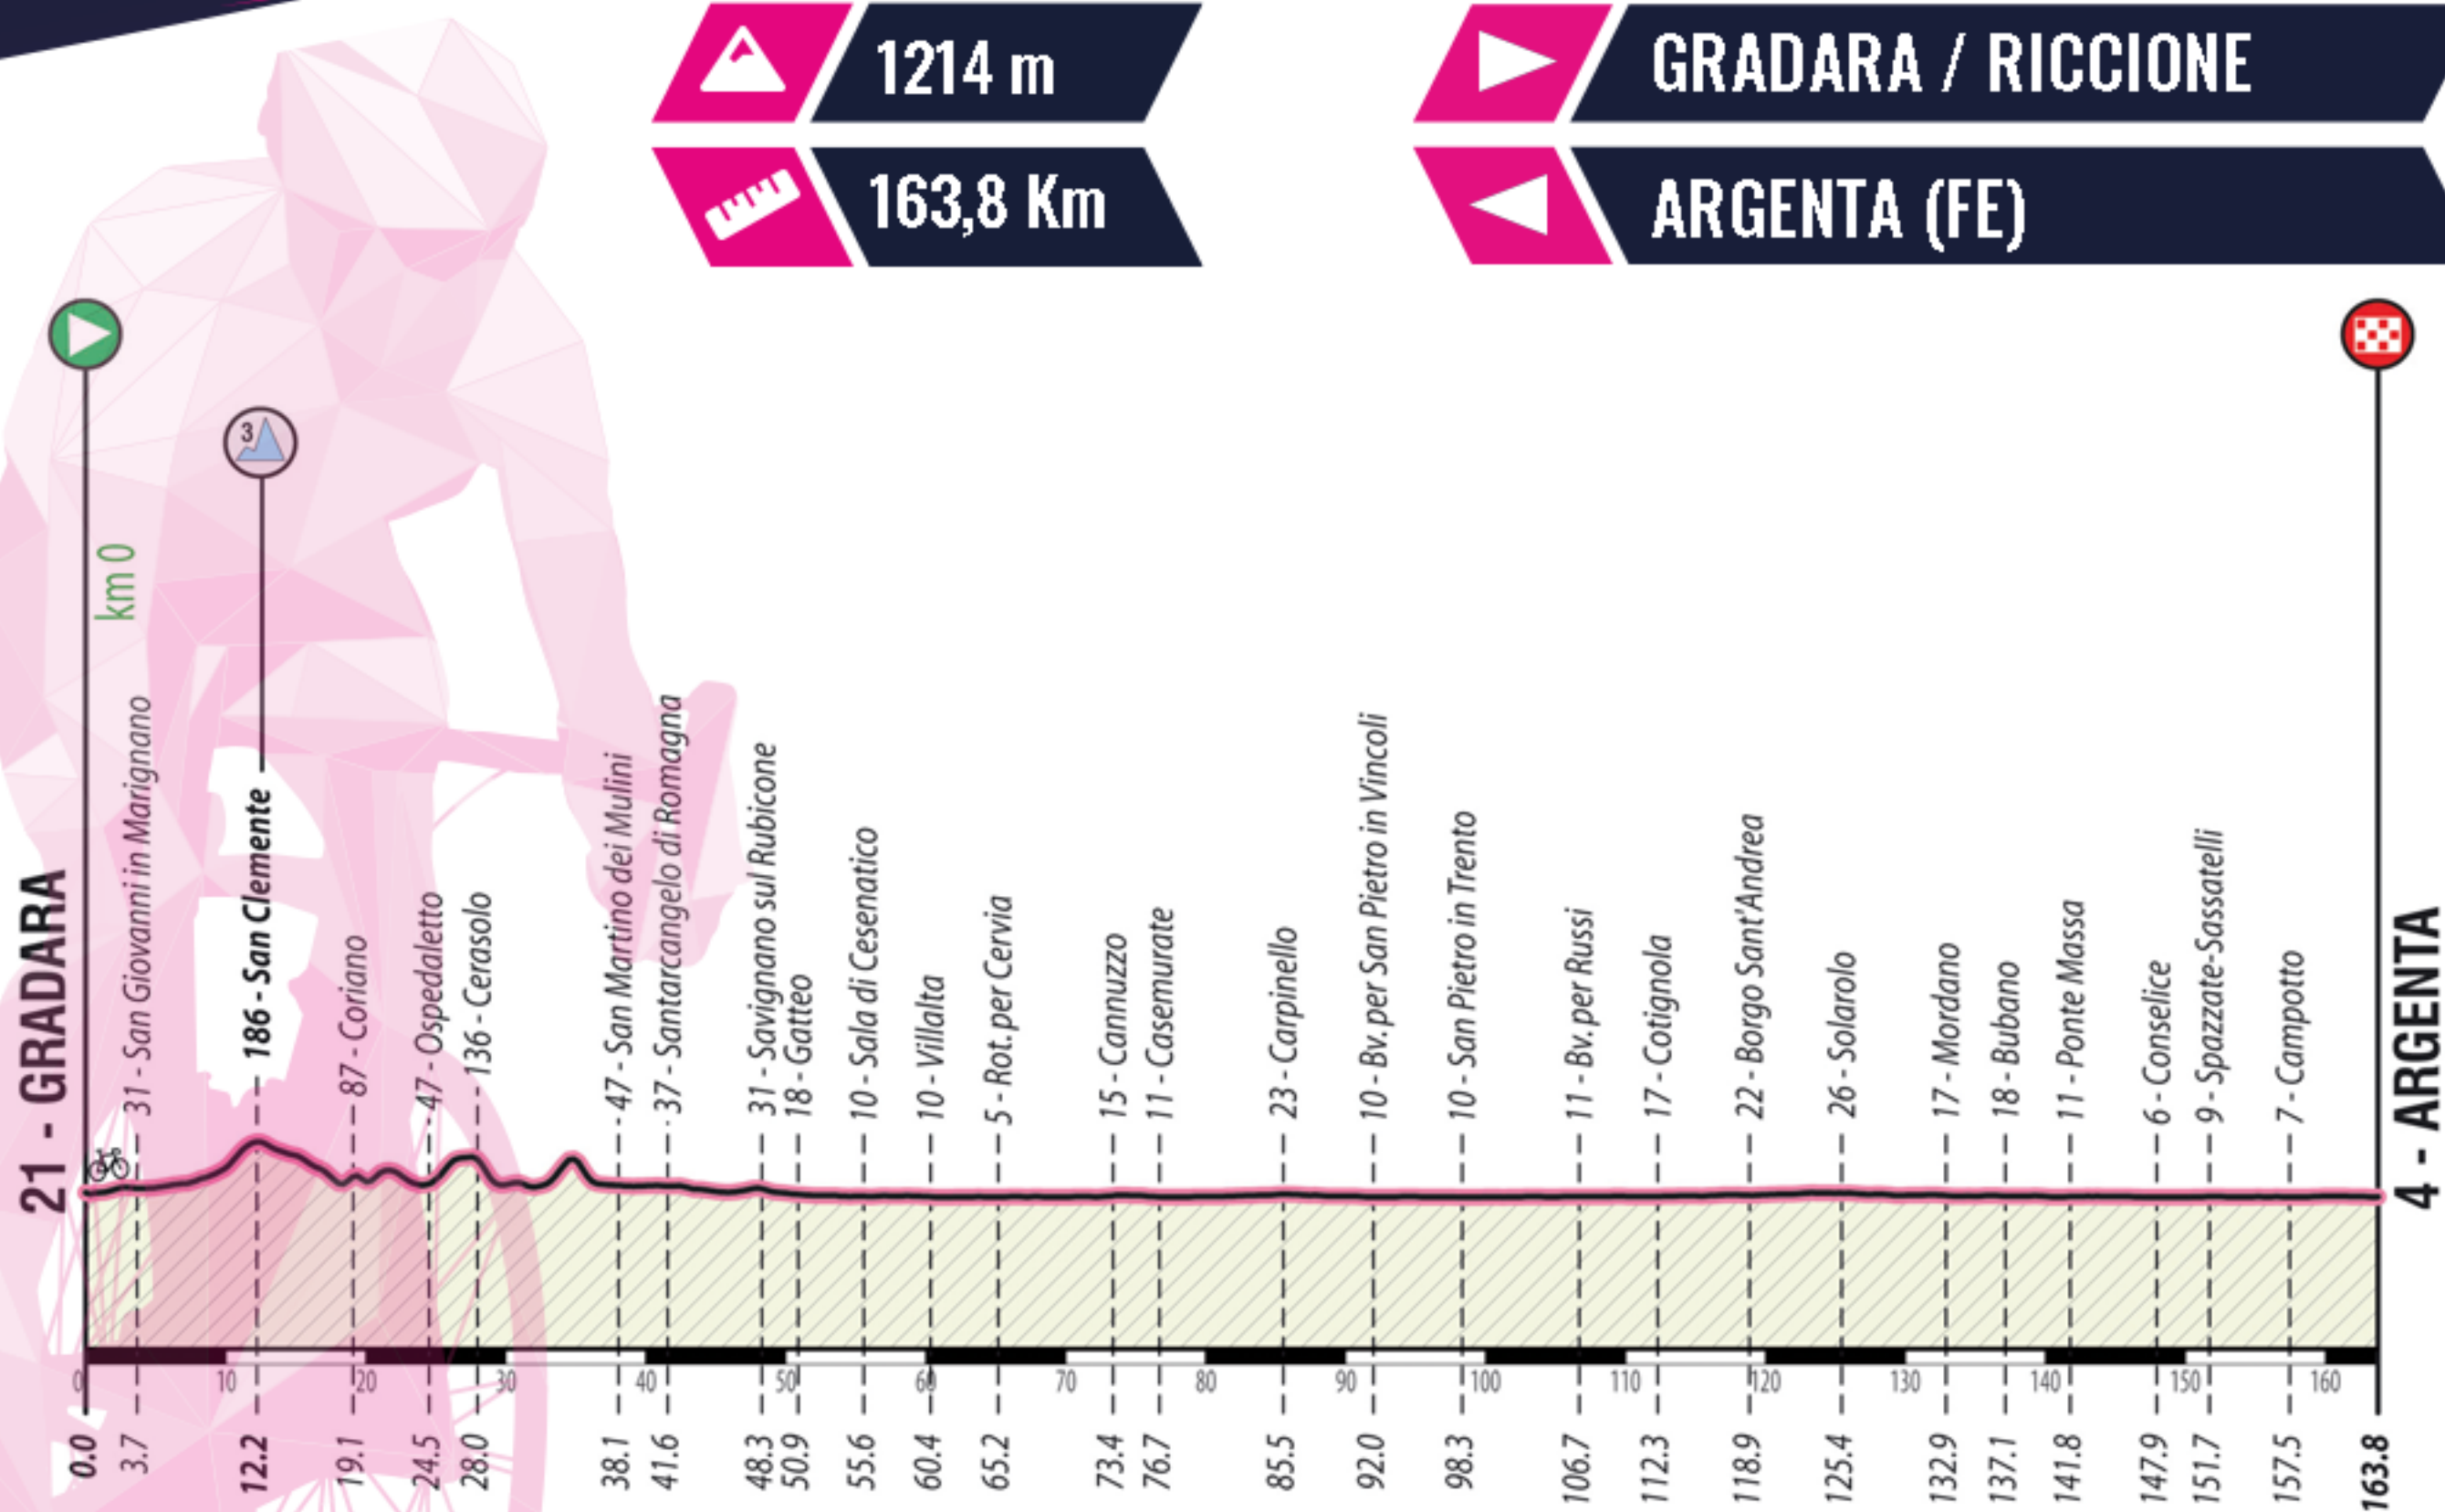 1214 m
163,8 Km
GRADARA / RICCIONE
ARGENTA (FE)
3
km 0
21 - GRADARA
31 - San Giovanni in Marignano
186 - San Clemente
87 - Coriano
47 - Ospedaletto
136 - Cerasolo
47 - San Martino dei Mulini
37 - Santarcangelo di Romagna
31 - Savignano sul Rubicone
18 - Gatteo
10 - Sala di Cesenatico
10 - Villalta
5 - Rot. per Cervia
15 - Cannuzzo
11 - Casemurate
23 - Carpinello
10 - Bv. per San Pietro in Vincoli
10 - San Pietro in Trento
11 - Bv. per Russi
17 - Cotignola
22 - Borgo Sant'Andrea
26 - Solarolo
17 - Mordano
18 - Bubano
11 - Ponte Massa
6 - Conselice
9 - Spazzate-Sassatelli
7 - Campotto
4 - ARGENTA
0 10 20 30 40 50 60 70 80 90 100 110 120 130 140 150 160
0.0 3.7 12.2 19.1 24.5 28.0 38.1 41.6 48.3 50.9 55.6 60.4 65.2 73.4 76.7 85.5 92.0 98.3 106.7 112.3 118.9 125.4 132.9 137.1 141.8 147.9 151.7 157.5 163.8